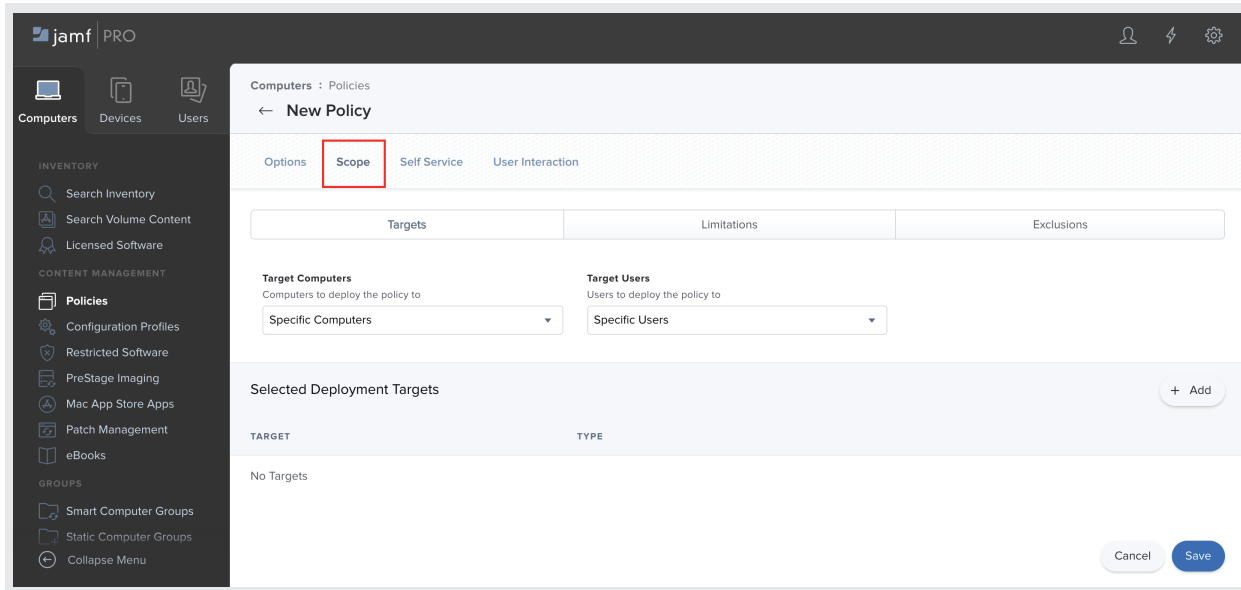 jamf PRO
Computers Devices Users
INVENTORY
Search Inventory
Search Volume Content
Licensed Software
CONTENT MANAGEMENT
Policies
Configuration Profiles
Restricted Software
PreStage Imaging
Mac App Store Apps
Patch Management
eBooks
GROUPS
Smart Computer Groups
Static Computer Groups
Collapse Menu
Computers : Policies
← New Policy
Options Scope Self Service User Interaction
Targets Limitations Exclusions
Target Computers
Computers to deploy the policy to
Specific Computers
Target Users
Users to deploy the policy to
Specific Users
Selected Deployment Targets
+ Add
TARGET TYPE
No Targets
Cancel Save